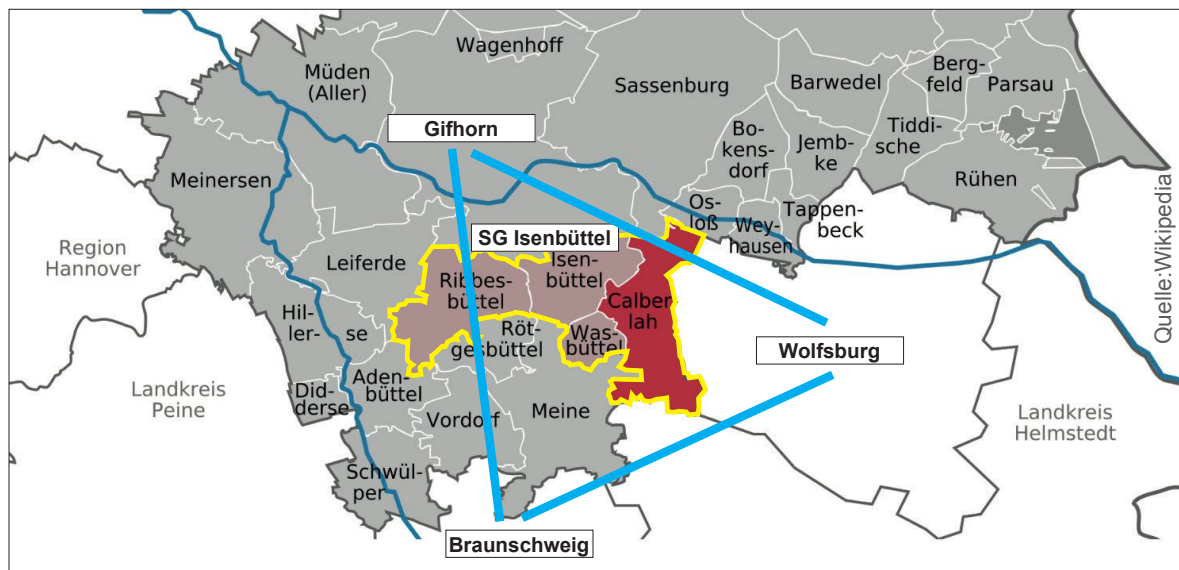 Wagenhoff
Müden
(Aller)
Sassenburg
Barwedel
Berg-
feld
Parsau
Gifhorn
Bo-
kens-
dorf
Jemb-
ke
Tiddi-
sche
Meinersen
Rühen
Os-
loß
Wey-
hausen
Tappen-
beck
SG Isenbüttel
Region
Hannover
Leiferde
Isen-
büttel
Ribbes-
büttel
Calber
lah
Hil-
ler-
se
Röt-
gesbüttel
Was-
büttel
Wolfsburg
Landkreis
Peine
Did-
derse
Aden-
büttel
Vordorf
Meine
Landkreis
Helmstedt
Schwül-
per
Braunschweig
Quelle:Wikipedia